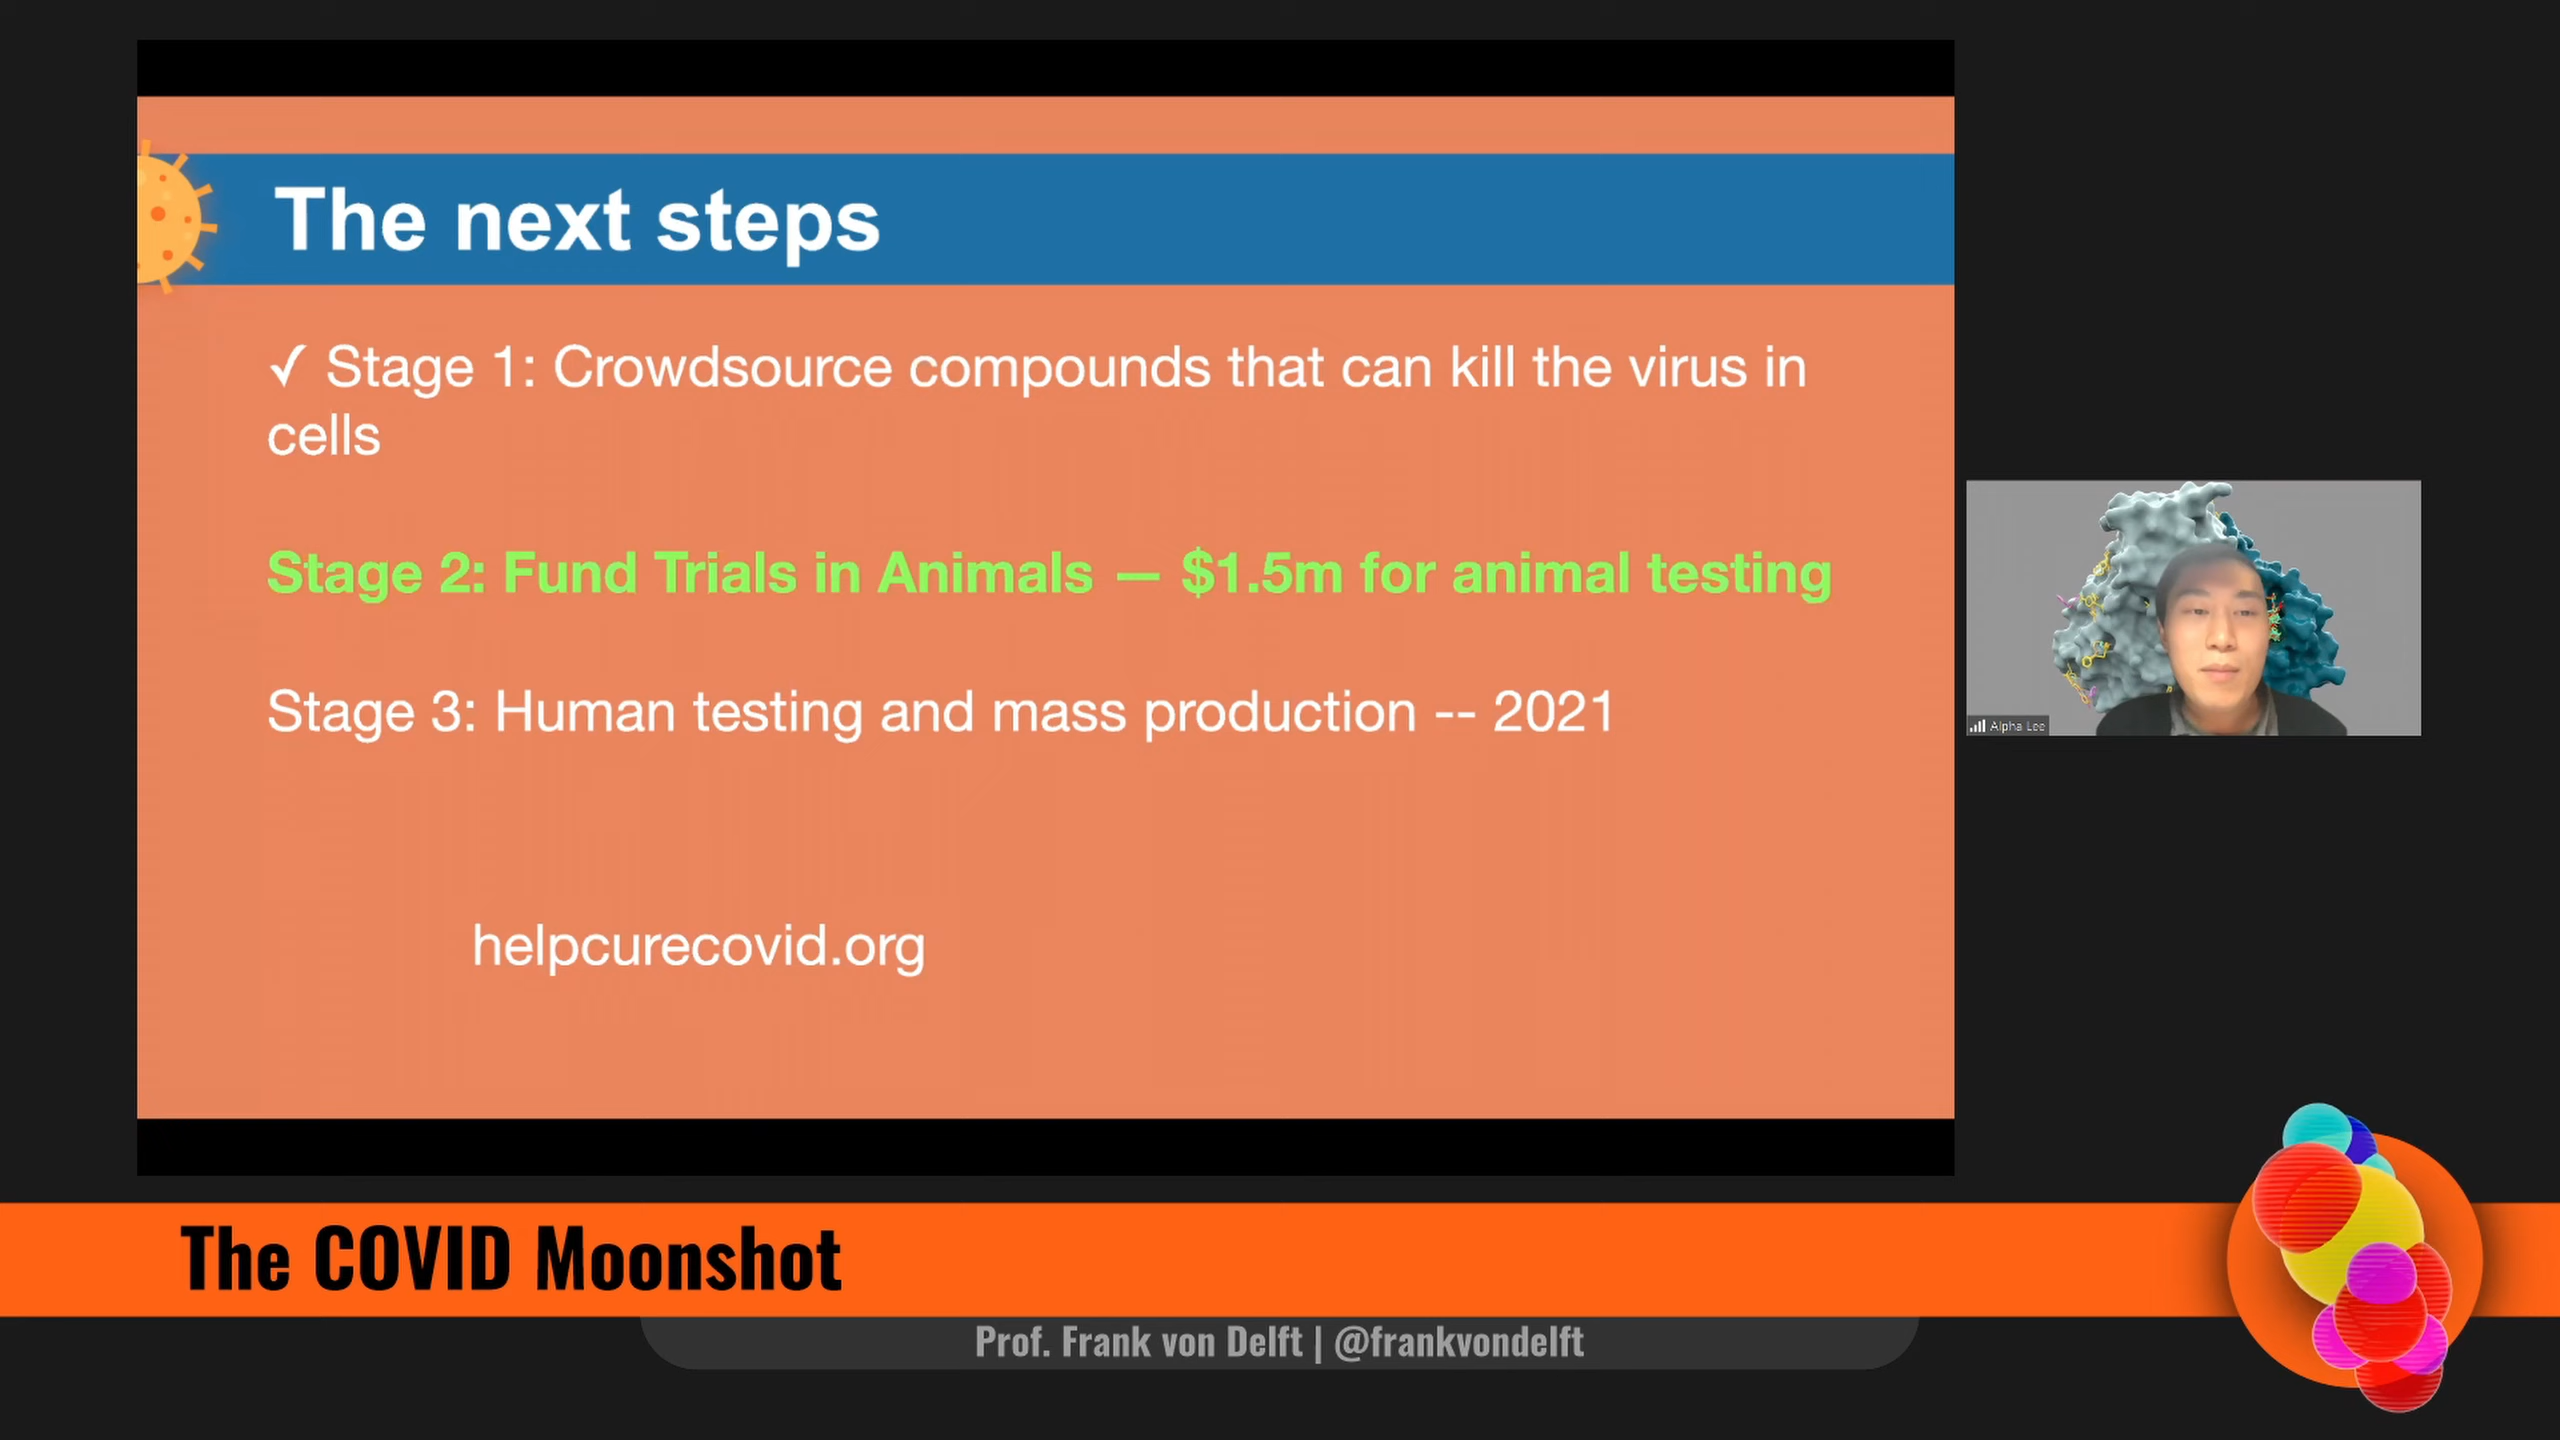 The next steps
✓ Stage 1: Crowdsource compounds that can kill the virus in
cells
Stage 2: Fund Trials in Animals — $1.5m for animal testing
Stage 3: Human testing and mass production -- 2021
helpcurecovid.org
Alpha Lee
The COVID Moonshot
Prof. Frank von Delft | @frankvondelft